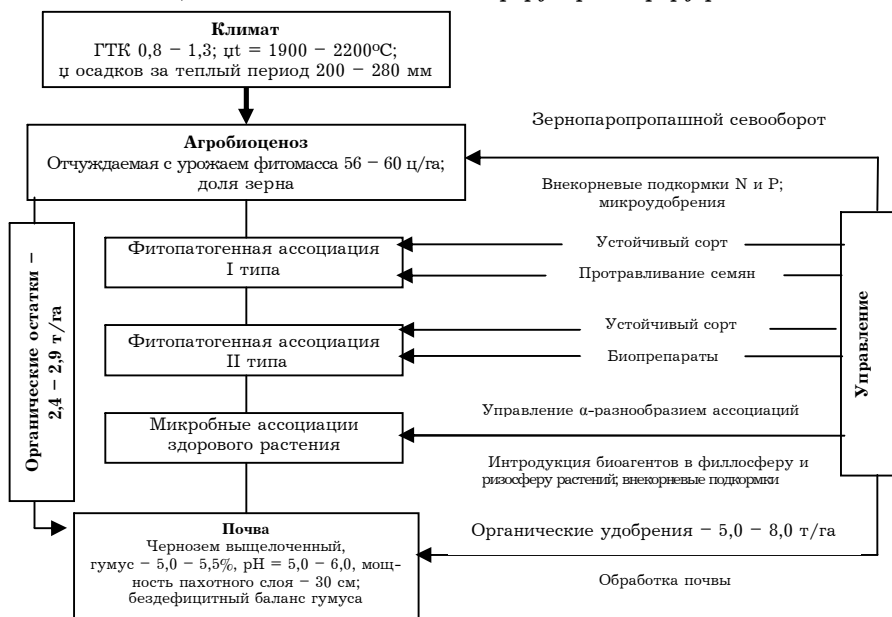 Климат
ГТК 0,8 – 1,3; џt = 1900 – 2200ºС;
џ осадков за теплый период 200 – 280 мм
Зернопаропропашной севооборот
Агробиоценоз
Отчуждаемая с урожаем фитомасса 56 – 60 ц/га;
доля зерна
Внекорневые подкормки N и P;
микроудобрения
Фитопатогенная ассоциация
I типа
Устойчивый сорт
Протравливание семян
Фитопатогенная ассоциация
II типа
Устойчивый сорт
Биопрепараты
Органические остатки –
2,4 – 2,9 т/га
Управление
Микробные ассоциации
здорового растения
Управление α-разнообразием ассоциаций
Интродукция биоагентов в филлосферу и
ризосферу растений; внекорневые подкормки
Почва
Чернозем выщелоченный,
гумус – 5,0 – 5,5%, pH = 5,0 – 6,0, мощ-
ность пахотного слоя – 30 см;
бездефицитный баланс гумуса
Органические удобрения – 5,0 – 8,0 т/га
Обработка почвы